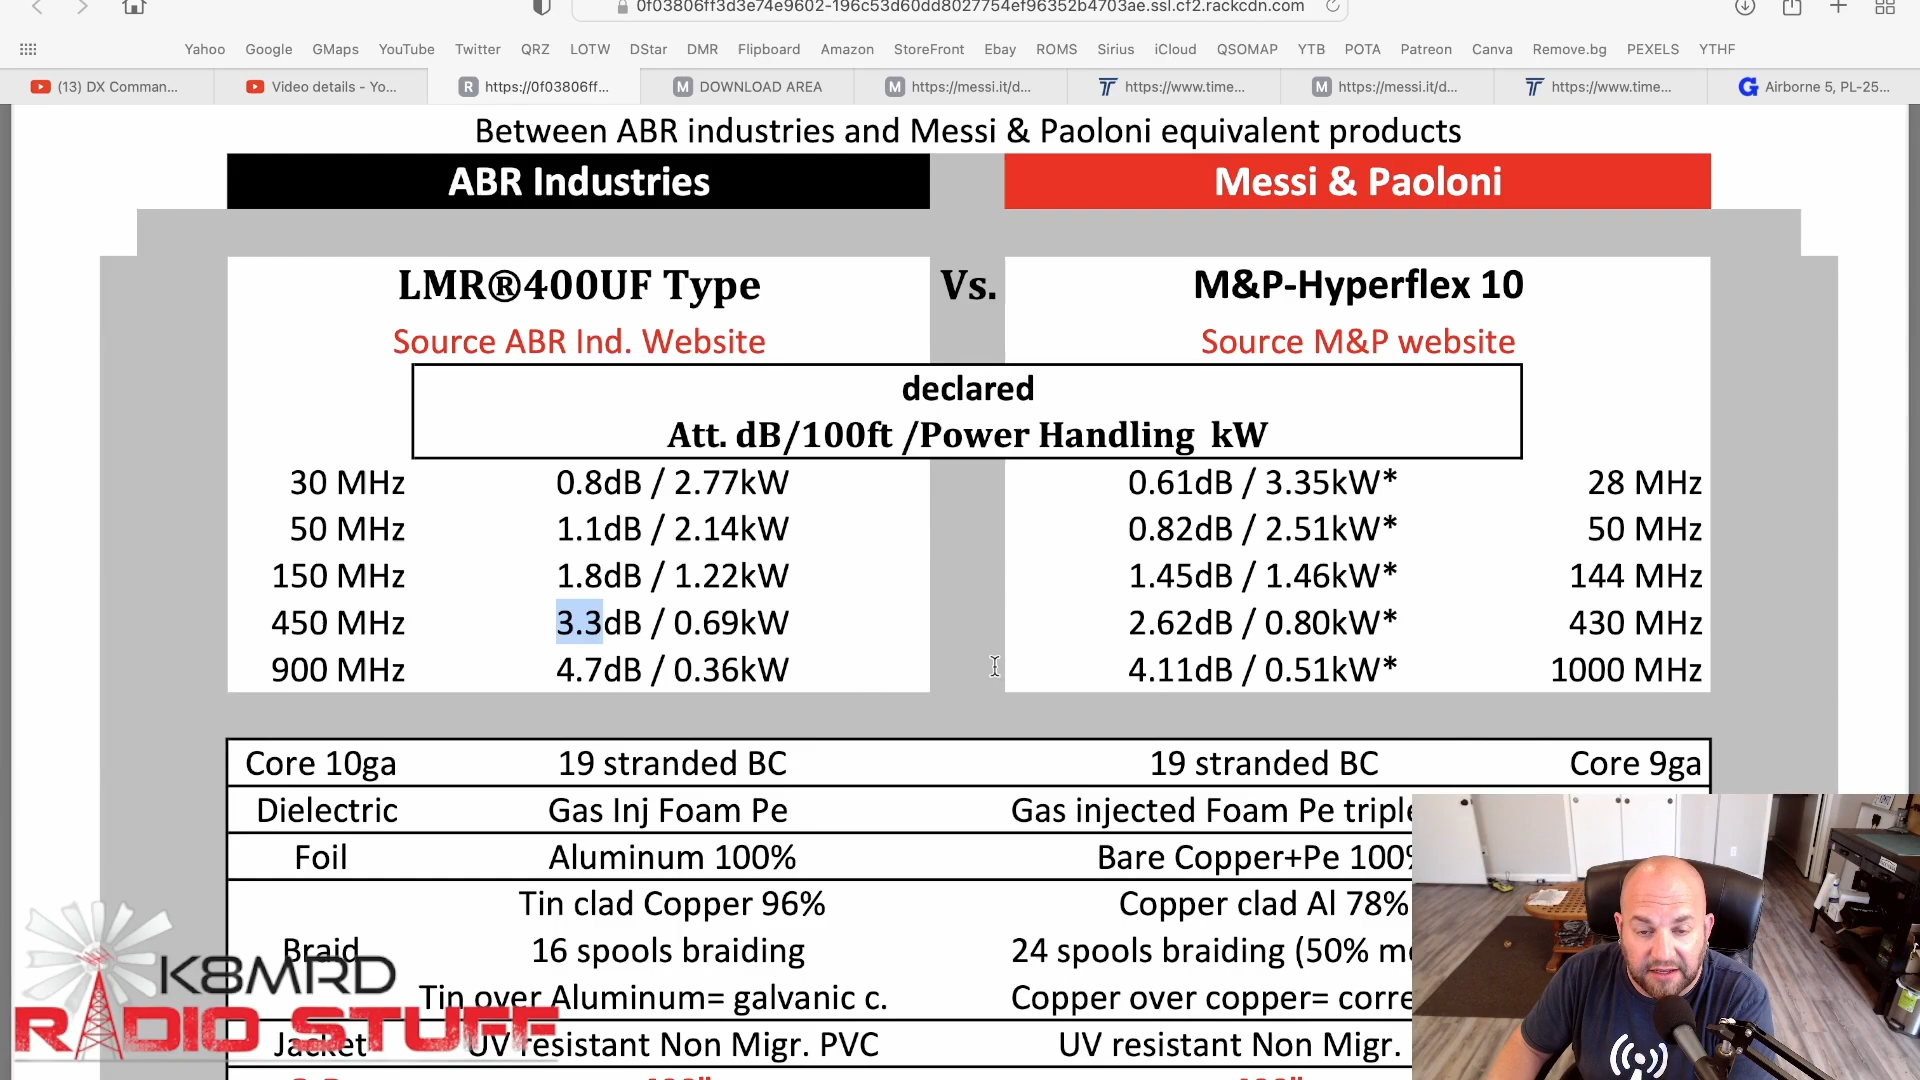 0f03806ff3d3e74e9602-196c53d60dd8027754ef96352b4703ae.ssl.cf2.rackcdn.com
Yahoo Google GMaps YouTube Twitter QRZ LOTW DStar DMR Flipboard Amazon StoreFront Ebay ROMS Sirius iCloud QSOMAP YTB POTA Patreon Canva Remove.bg PEXELS YTHF
(13) DX Comman... Video details - Yo... R https://0f03806ff... M DOWNLOAD AREA M https://messi.it/d... https://www.time... M https://messi.it/d... https://www.time... G Airborne 5, PL-25...
Between ABR industries and Messi & Paoloni equivalent products
ABR Industries Messi & Paoloni
LMR®400UF Type Vs. M&P-Hyperflex 10
Source ABR Ind. Website Source M&P website
declared
Att. dB/100ft /Power Handling kW
30 MHz 0.8dB / 2.77kW 0.61dB / 3.35kW* 28 MHz
50 MHz 1.1dB / 2.14kW 0.82dB / 2.51kW* 50 MHz
150 MHz 1.8dB / 1.22kW 1.45dB / 1.46kW* 144 MHz
450 MHz 3.3dB / 0.69kW 2.62dB / 0.80kW* 430 MHz
900 MHz 4.7dB / 0.36kW 4.11dB / 0.51kW* 1000 MHz
Core 10ga 19 stranded BC 19 stranded BC Core 9ga
Dielectric Gas Inj Foam Pe Gas injected Foam Pe triple
Foil Aluminum 100% Bare Copper+Pe 100%
Tin clad Copper 96% Copper clad Al 78%
Braid 16 spools braiding 24 spools braiding (50%
K8MRD
Tin over Aluminum= galvanic c. Copper over copper= corre
RADIO STUFF
Jacket UV resistant Non Migr. PVC UV resistant Non Migr.